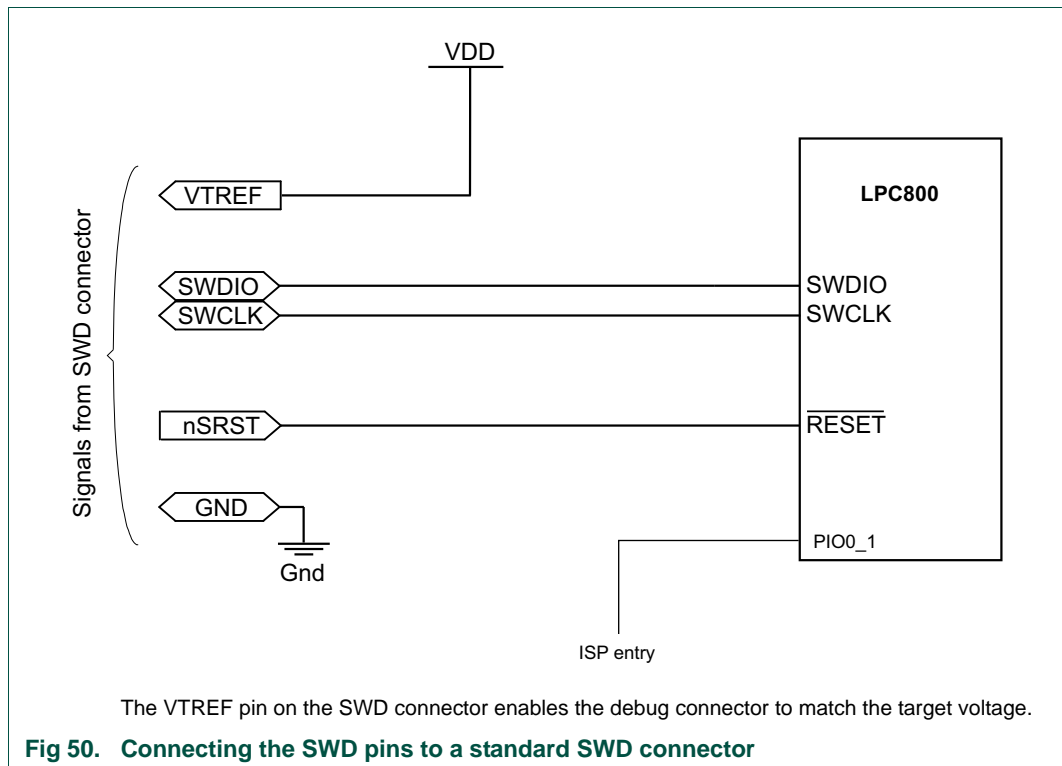 VDD
Signals from SWD connector
VTREF
LPC800
SWDIO
SWDIO
SWCLK
SWCLK
nSRST
RESET
GND
Gnd
PIO0_1
ISP entry
The VTREF pin on the SWD connector enables the debug connector to match the target voltage.
Fig 50. Connecting the SWD pins to a standard SWD connector